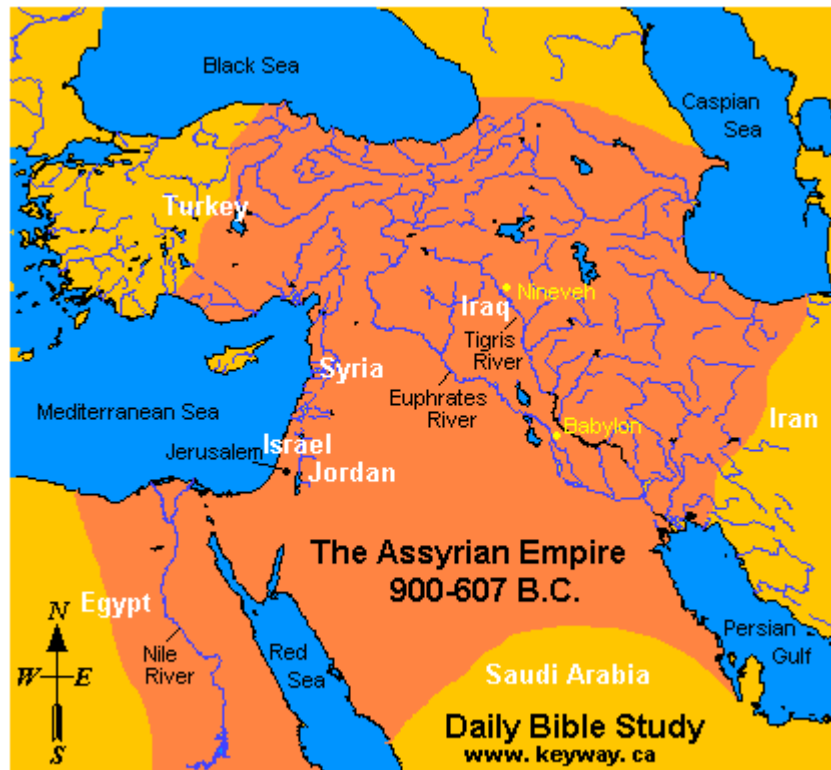 Black Sea
Caspian
Sea
Turkey
Nineveh
Iraq
Tigris
River
Syria
Euphrates
River
Mediterranean Sea
Iran
Babylon
Israel
Jerusalem
Jordan
The Assyrian Empire
900-607 B.C.
Egypt
N
W
E
S
Nile
River
Red
Sea
Persian
Gulf
Saudi Arabia
Daily Bible Study
www. keyway. ca